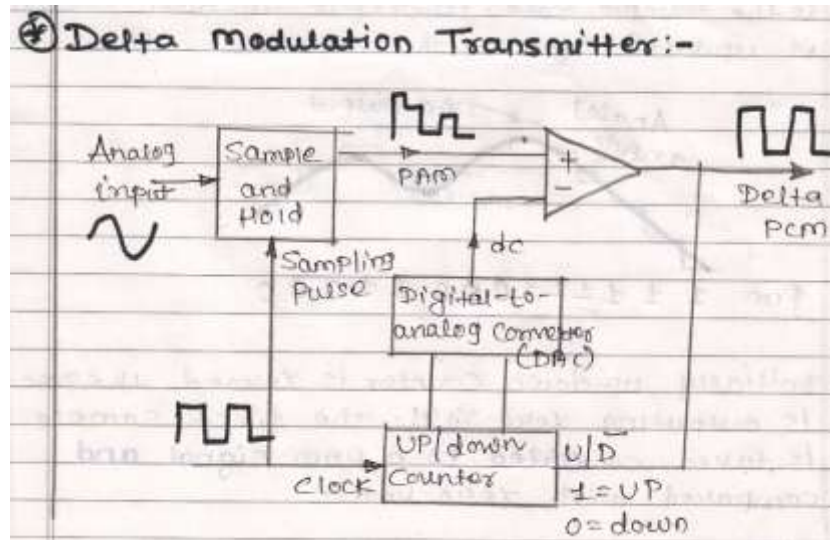 * Delta Modulation Transmitter:-
Analog
input
Sample
and
Hold
PAM
+
-
Delta
PCM
Sampling
Pulse
dc
Digital-to-
analog Converter
(DAC)
Clock
UP/down
Counter
U/D̅
1 = UP
0 = down